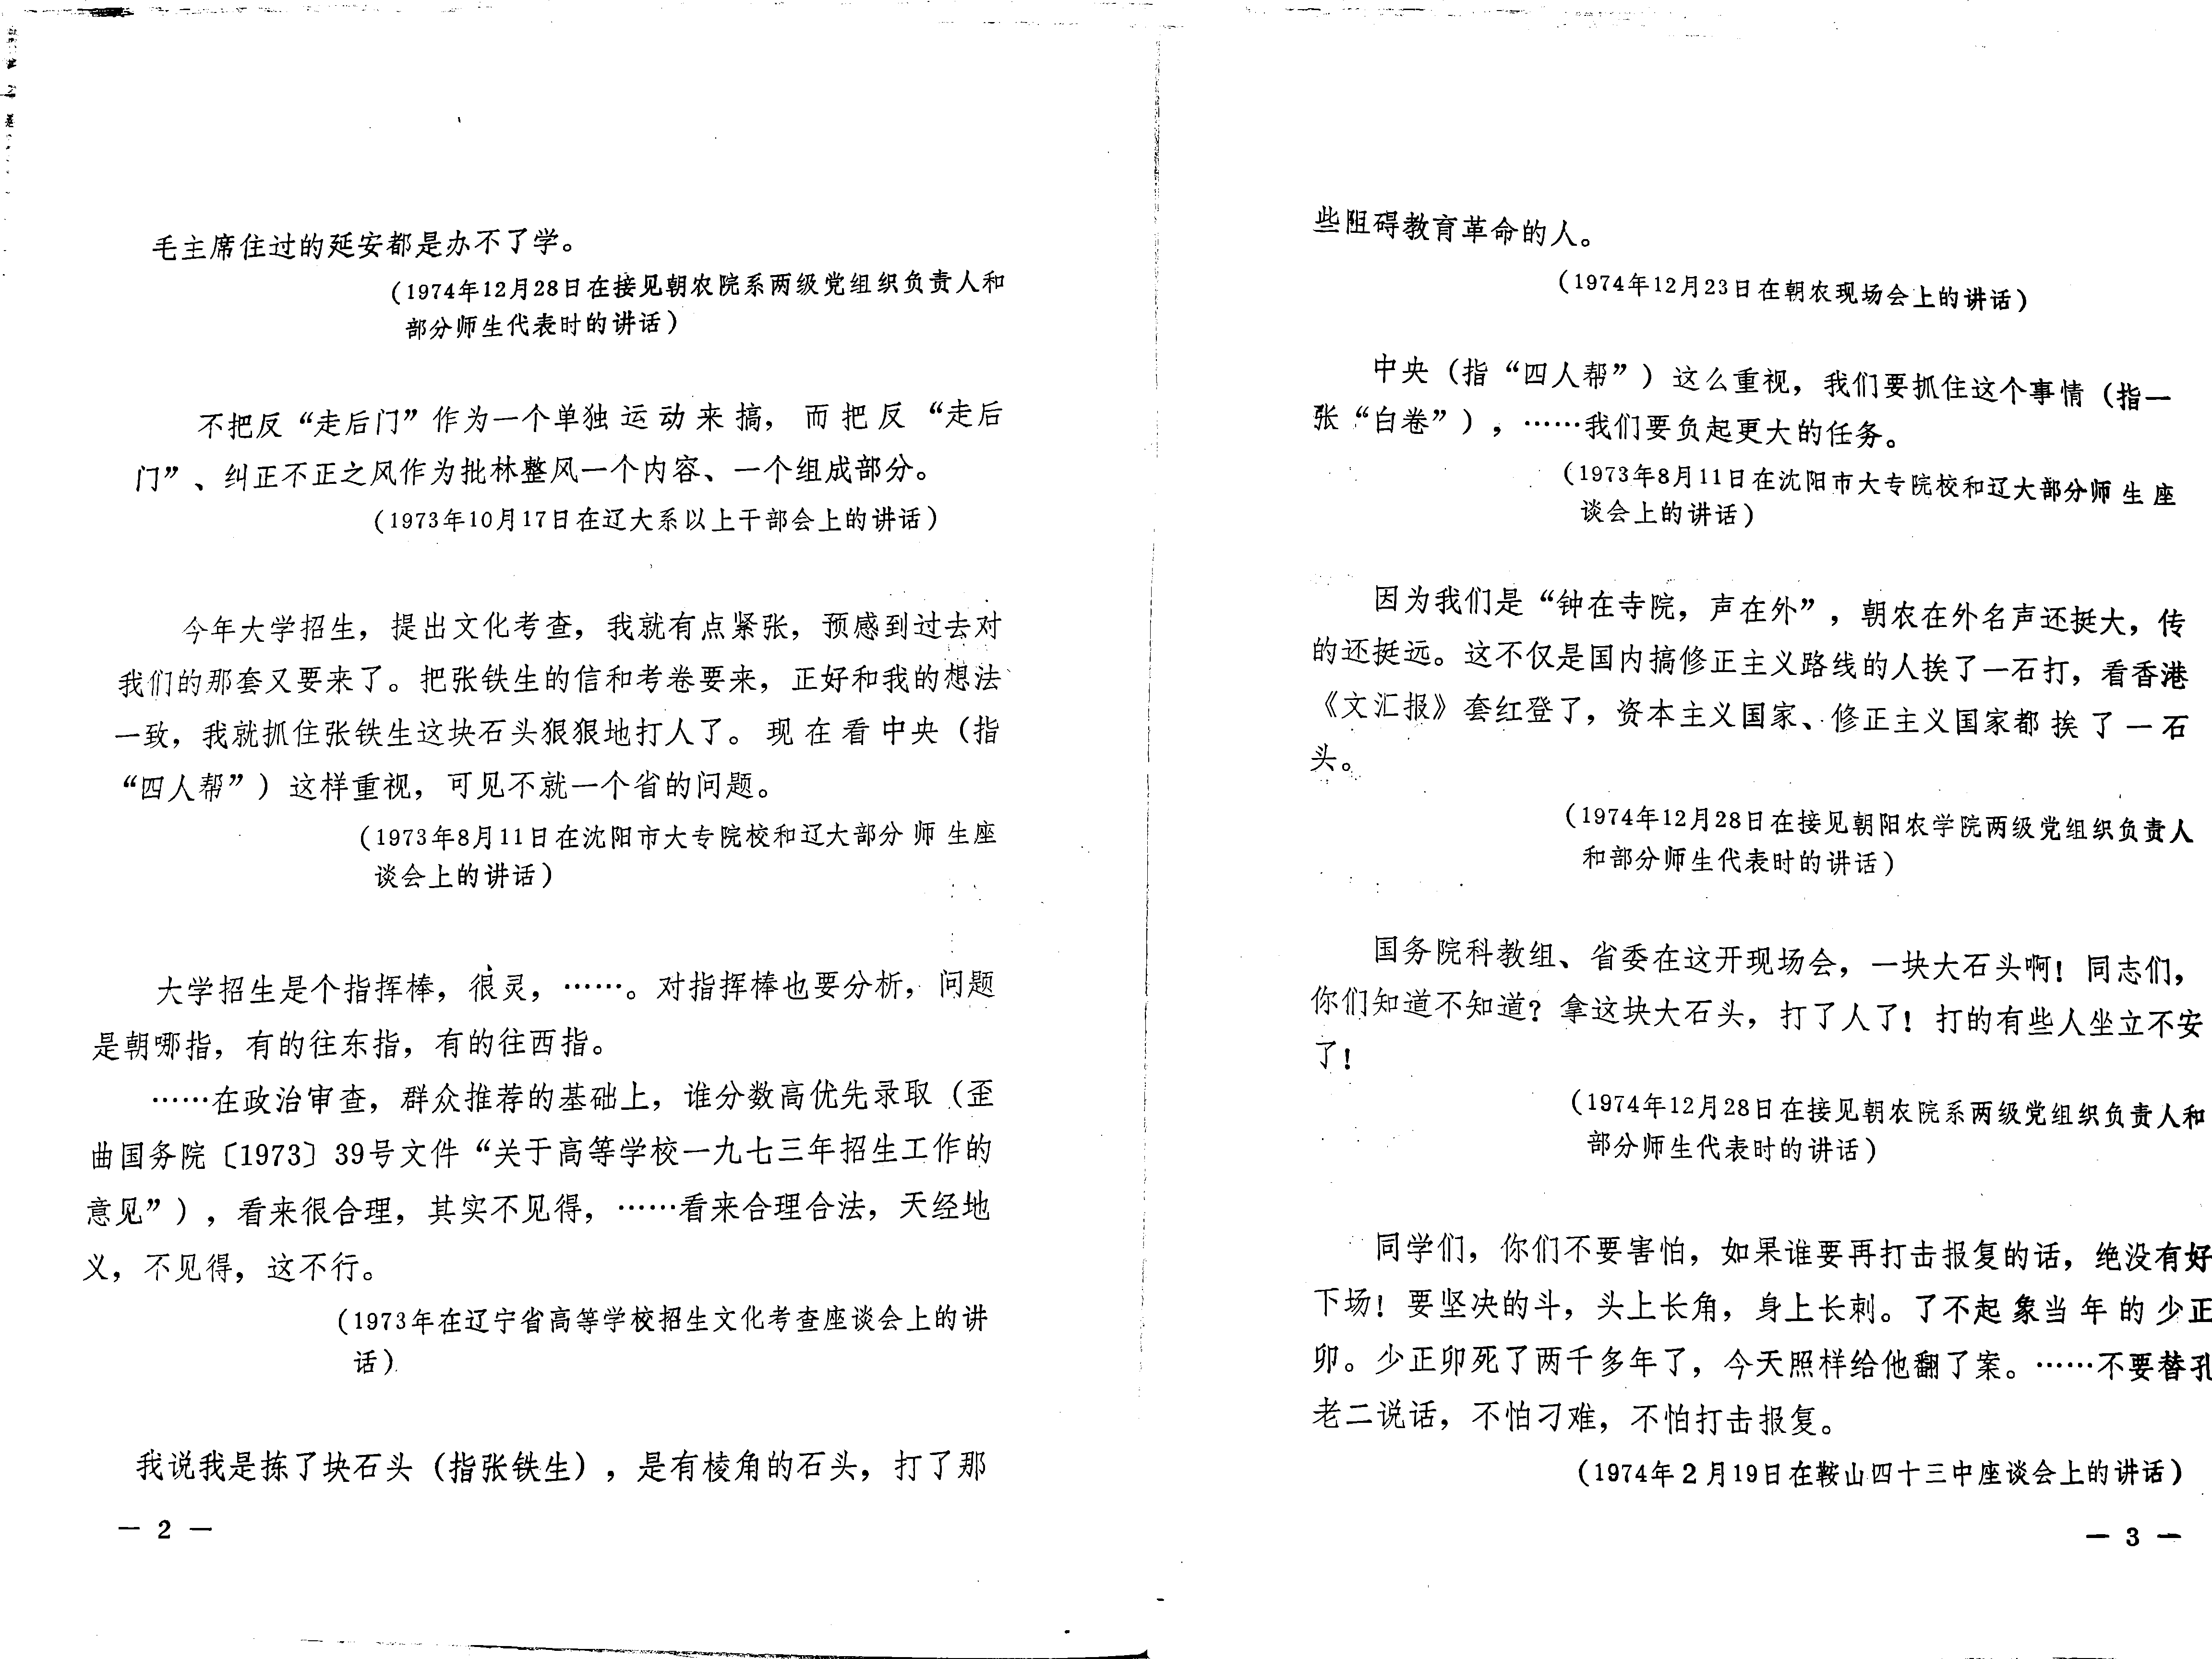 毛主席住过的延安都是办不了学。
(1974年12月28日在接见朝农院系两级党组织负责人和
部分师生代表时的讲话)
不把反“走后门”作为一个单独运动来搞，而把反“走后
门”、纠正不正之风作为批林整风一个内容、一个组成部分。
(1973年10月17日在辽大系以上干部会上的讲话)
今年大学招生，提出文化考查，我就有点紧张，预感到过去对
我们的那套又要来了。把张铁生的信和考卷要来，正好和我的想法
一致，我就抓住张铁生这块石头狠狠地打人了。现在看中央（指
“四人帮”）这样重视，可见不就一个省的问题。
(1973年8月11日在沈阳市大专院校和辽大部分师生座
谈会上的讲话)
大学招生是个指挥棒，很灵，……。对指挥棒也要分析，问题
是朝哪指，有的往东指，有的往西指。
……在政治审查，群众推荐的基础上，谁分数高优先录取（歪
曲国务院〔1973〕39号文件“关于高等学校一九七三年招生工作的
意见”），看来很合理，其实不见得，……看来合理合法，天经地
义，不见得，这不行。
(1973年在辽宁省高等学校招生文化考查座谈会上的讲
话)
我说我是拣了块石头（指张铁生），是有棱角的石头，打了那
— 2 —
些阻碍教育革命的人。
(1974年12月23日在朝农现场会上的讲话)
中央（指“四人帮”）这么重视，我们要抓住这个事情（指一
张“白卷”），……我们要负起更大的任务。
(1973年8月11日在沈阳市大专院校和辽大部分师生座
谈会上的讲话)
因为我们是“钟在寺院，声在外”，朝农在外名声还挺大，传
的还挺远。这不仅是国内搞修正主义路线的人挨了一石打，看香港
《文汇报》套红登了，资本主义国家、修正主义国家都挨了一石
头。
(1974年12月28日在接见朝阳农学院两级党组织负责人
和部分师生代表时的讲话)
国务院科教组、省委在这开现场会，一块大石头啊！同志们，
你们知道不知道？拿这块大石头，打了人了！打的有些人坐立不安
了！
(1974年12月28日在接见朝农院系两级党组织负责人和
部分师生代表时的讲话)
同学们，你们不要害怕，如果谁要再打击报复的话，绝没有好
下场！要坚决的斗，头上长角，身上长刺。了不起象当年的少正
卯。少正卯死了两千多年了，今天照样给他翻了案。……不要替孔
老二说话，不怕刁难，不怕打击报复。
(1974年2月19日在鞍山四十三中座谈会上的讲话)
— 3 —